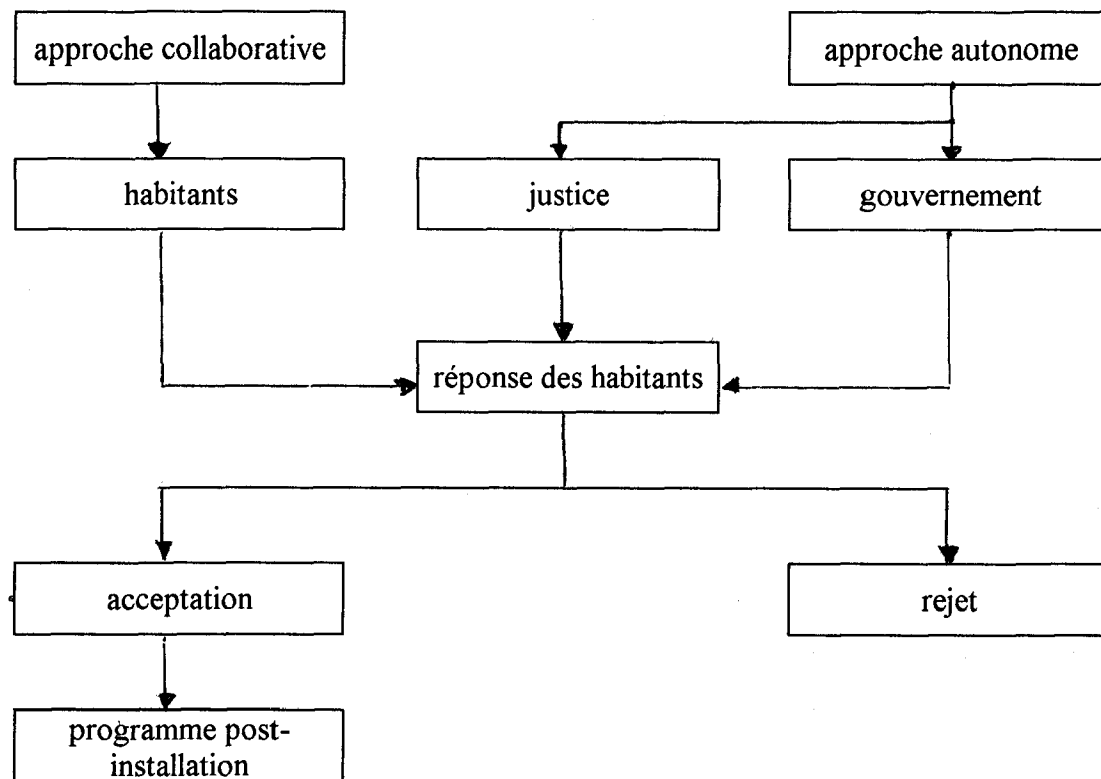 approche collaborative
approche autonome
habitants
justice
gouvernement
réponse des habitants
acceptation
rejet
programme post-
installation